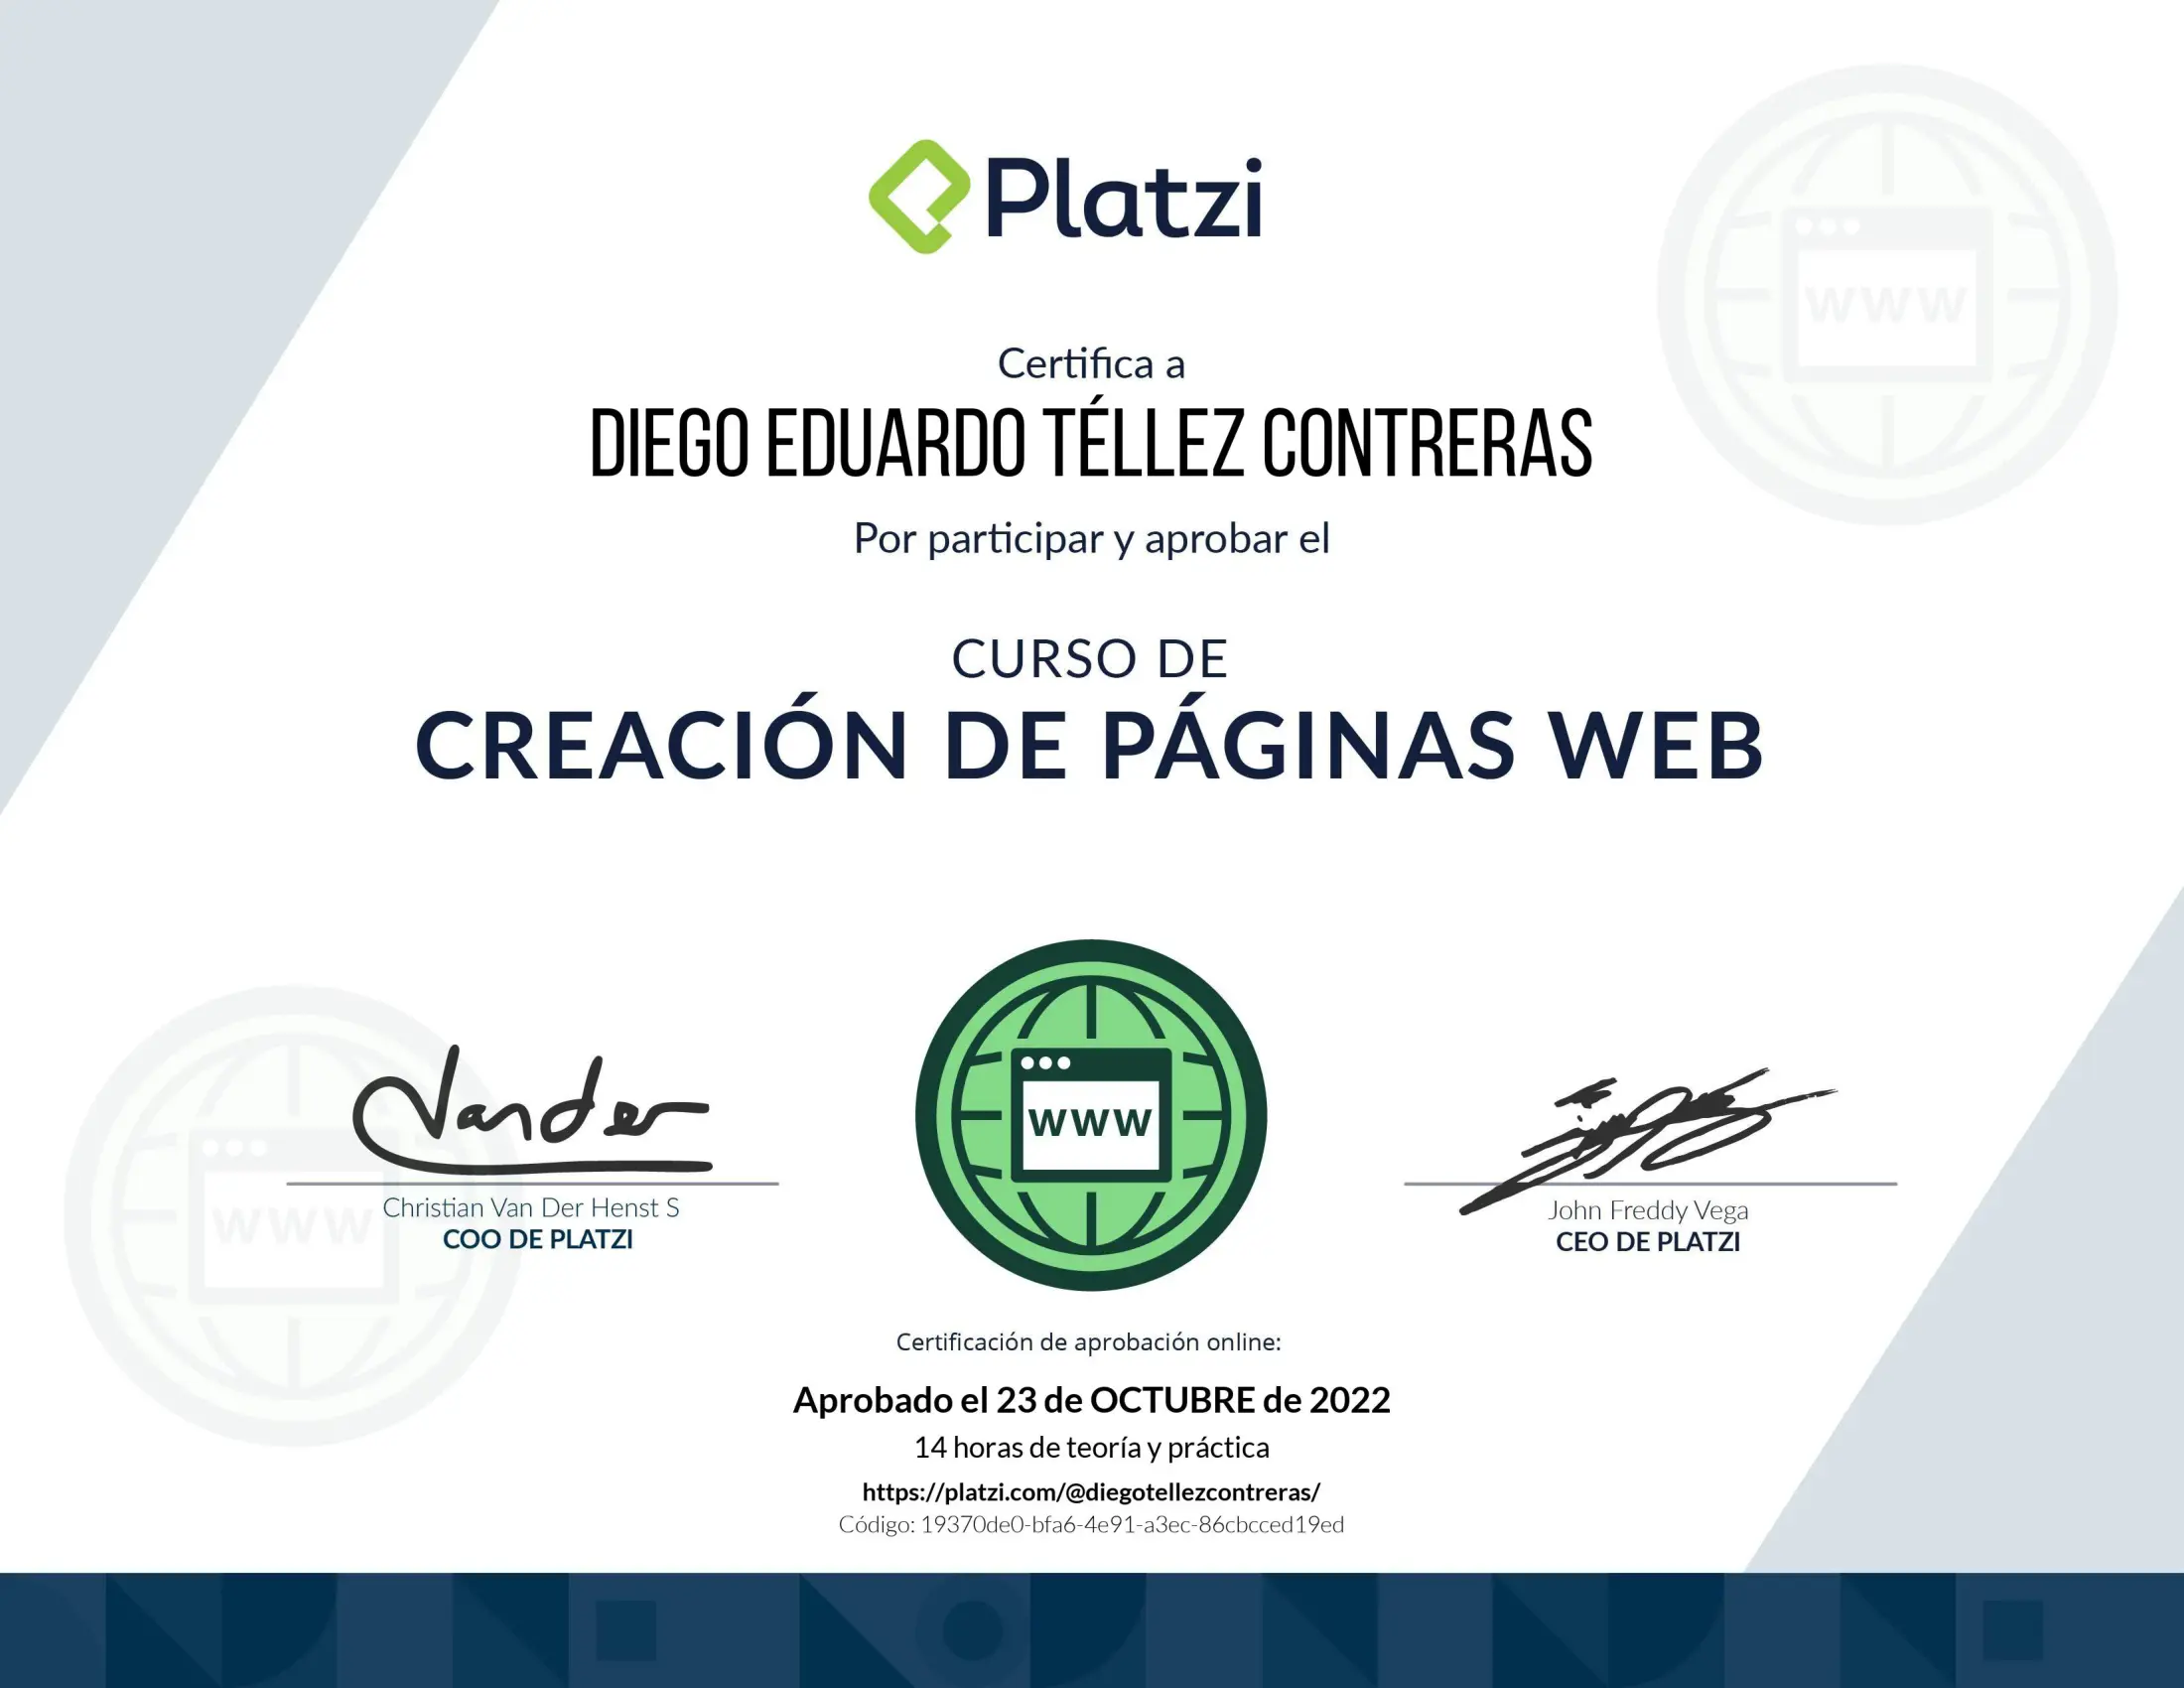 Platzi
Certifica a
DIEGO EDUARDO TÉLLEZ CONTRERAS
Por participar y aprobar el
CURSO DE
CREACIÓN DE PÁGINAS WEB
www
www
www
Vander
Christian Van Der Henst S
COO DE PLATZI
John Freddy Vega
CEO DE PLATZI
Certificación de aprobación online:
Aprobado el 23 de OCTUBRE de 2022
14 horas de teoría y práctica
https://platzi.com/@diegotellezcontreras/
Código: 19370de0-bfa6-4e91-a3ec-86cbcced19ed